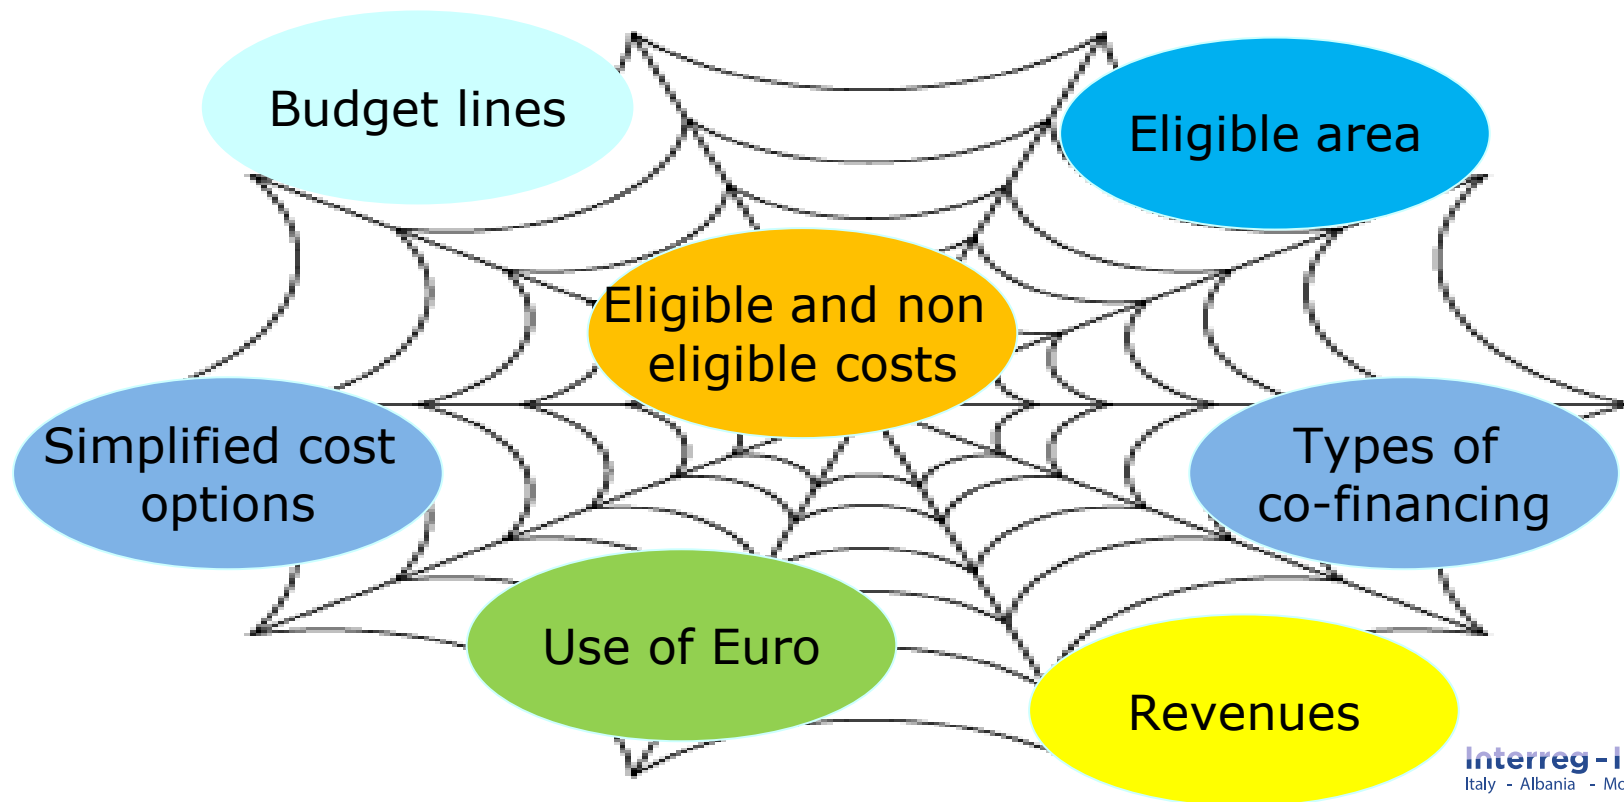 Budget lines
Eligible area
Eligible and non
eligible costs
Simplified cost
options
Types of
co-financing
Use of Euro
Revenues
Interreg -
Italy - Albania -